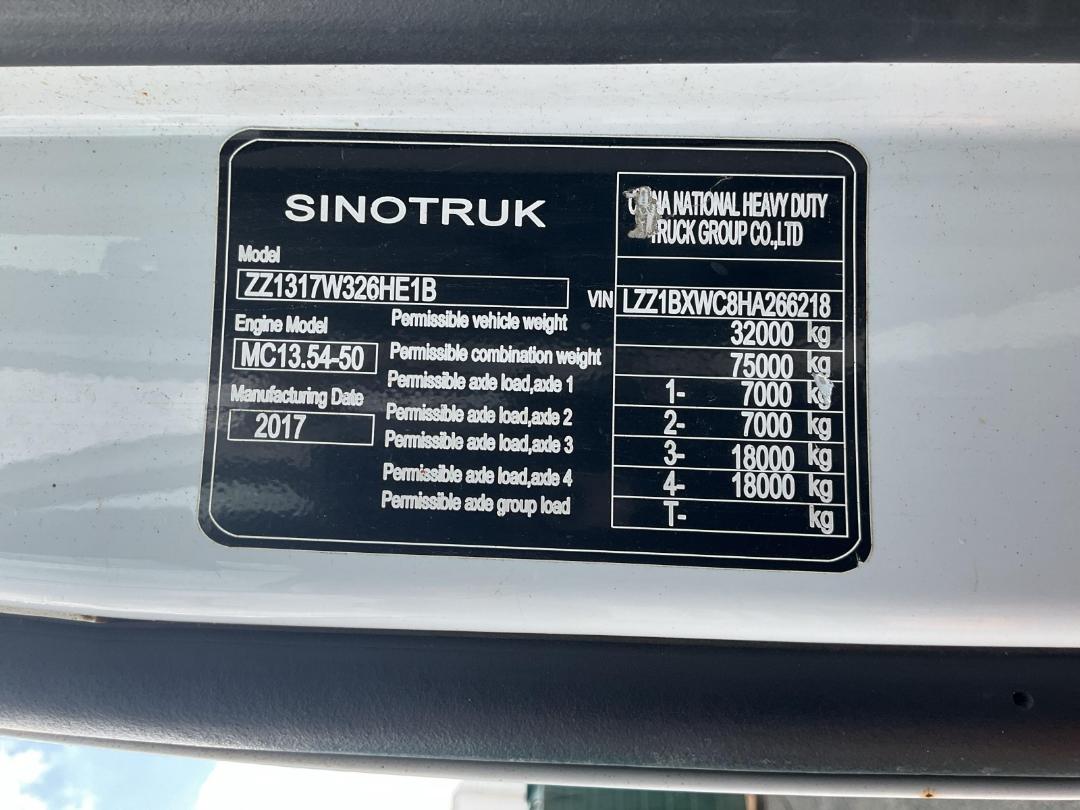 SINOTRUK
NATIONAL HEAVY DUTY
TRUCK GROUP CO.,LTD
Model
ZZ1317W326HE1B
VIN LZZ1BXWC8HA266218
Engine Model
MC13.54-50
Manufacturing Date
2017
Permissible vehicle weight 32000 kg
Permissible combination weight 75000 kg
Permissible axle load,axle 1 1- 7000 kg
Permissible axle load,axle 2 2- 7000 kg
Permissible axle load,axle 3 3- 18000 kg
Permissible axle load,axle 4 4- 18000 kg
Permissible axle group load T- kg